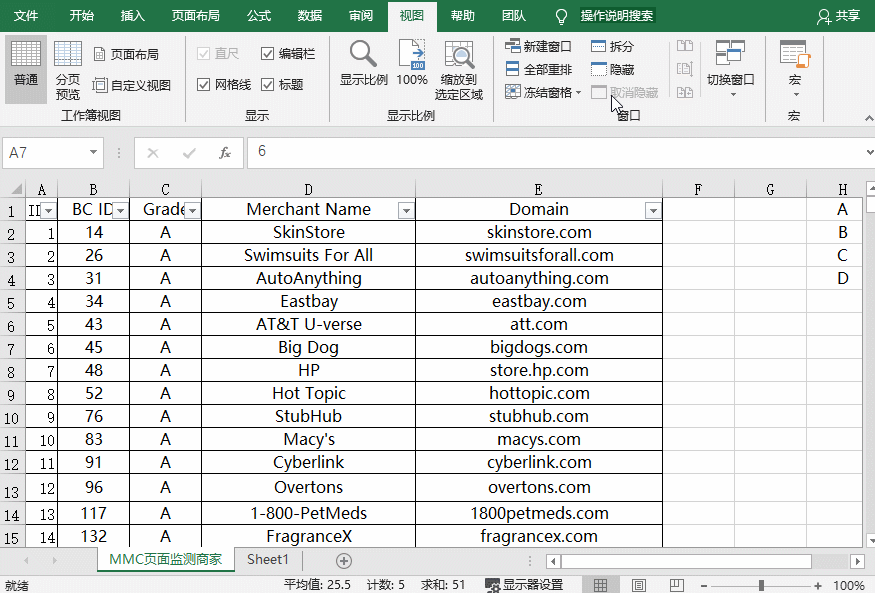 文件 开始 插入 页面布局 公式 数据 审阅 视图 帮助 团队 操作说明搜索 共享
普通 分页预览 页面布局 自定义视图 直尺 编辑栏 网格线 标题 显示比例 100% 缩放到选定区域 新建窗口 全部重排 冻结窗格 拆分 隐藏 取消隐藏 切换窗口 宏
工作簿视图 显示 显示比例 窗口 宏
A7 fx 6
A B C D E F G H
1 ID BC ID Grade Merchant Name Domain A
2 1 14 A SkinStore skinstore.com B
3 2 26 A Swimsuits For All swimsuitsforall.com C
4 3 31 A AutoAnything autoanything.com D
5 4 34 A Eastbay eastbay.com
6 5 43 A AT&T U-verse att.com
7 6 45 A Big Dog bigdogs.com
8 7 48 A HP store.hp.com
9 8 52 A Hot Topic hottopic.com
10 9 76 A StubHub stubhub.com
11 10 83 A Macy's macys.com
12 11 91 A Cyberlink cyberlink.com
13 12 96 A Overtons overtons.com
14 13 117 A 1-800-PetMeds 1800petmeds.com
15 14 132 A FragranceX fragrancex.com
MMC页面监测商家 Sheet1
就绪 平均值: 25.5 计数: 5 求和: 51 显示器设置 100%